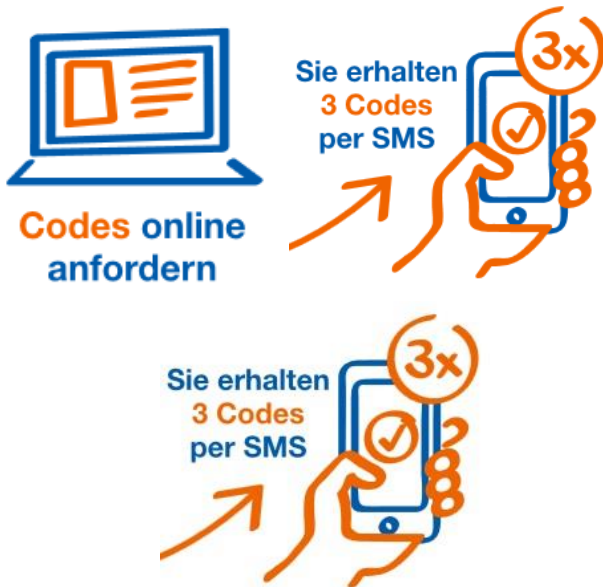 Codes online
anfordern
3x
Sie erhalten
3 Codes
per SMS
3x
Sie erhalten
3 Codes
per SMS